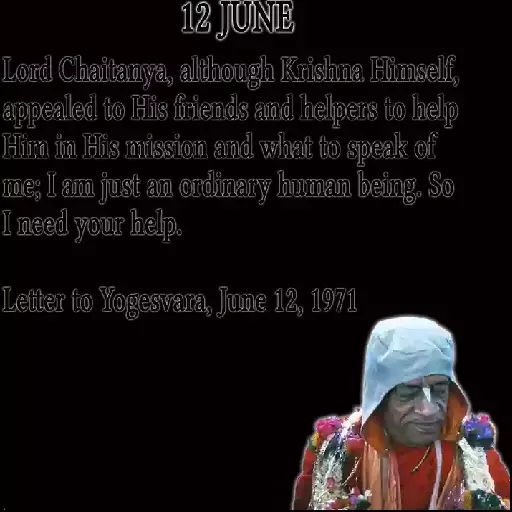 12 JUNE
Lord Chaitanya, although Krishna Himself,
appealed to His friends and helpers to help
Him in His mission and what to speak of
me; I am just an ordinary human being. So
I need your help.
Letter to Yogesvara, June 12, 1971